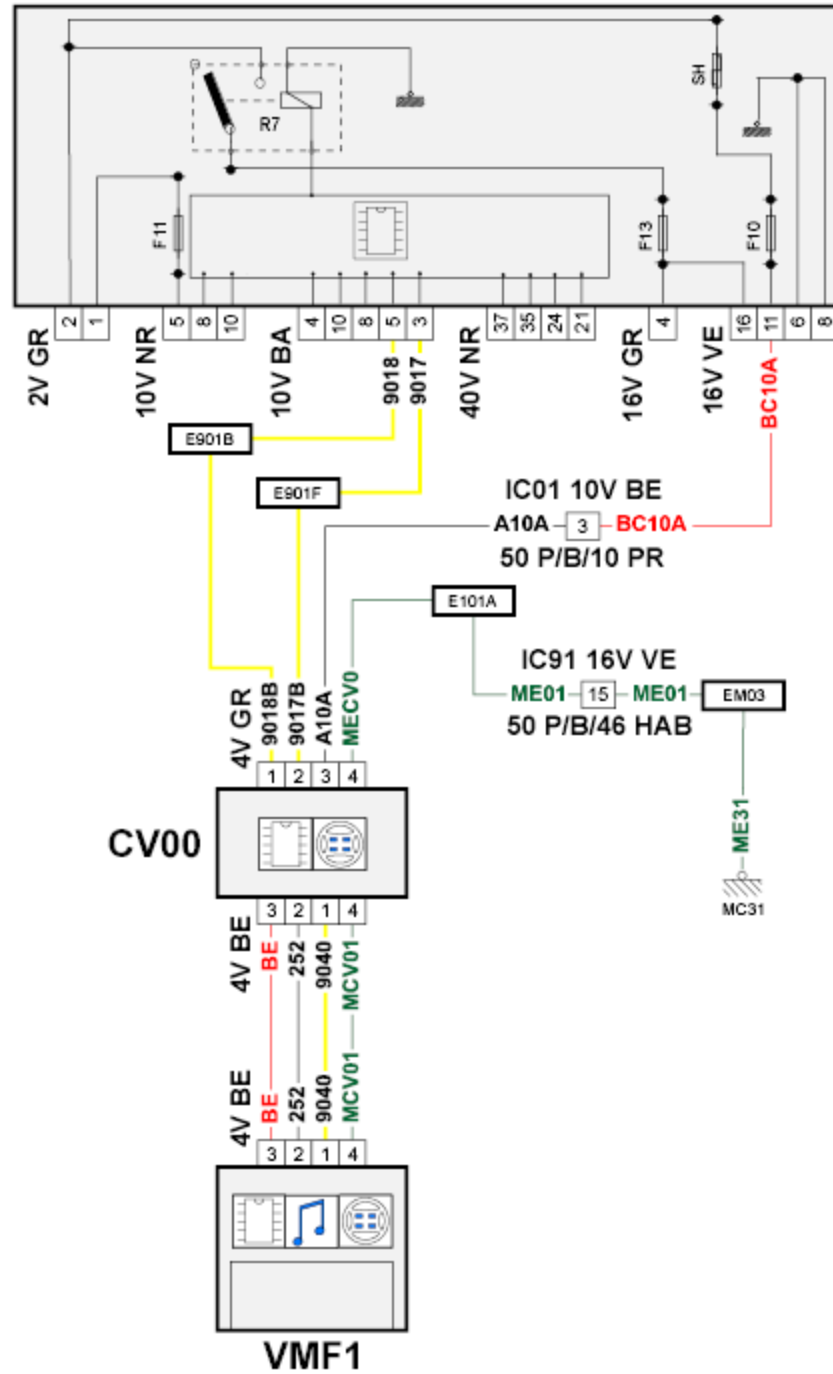 SH
R7
F11
F13
F10
2 1
5 8 10
4 10 8 5 3
37 35 24 21
4
16 11 6 8
2V GR
10V NR
10V BA
40V NR
16V GR
16V VE
9018
9017
BC10A
E901B
E901F
IC01 10V BE
A10A 3 BC10A
50 P/B/10 PR
E101A
IC91 16V VE
ME01 15 ME01 EM03
50 P/B/46 HAB
4V GR
9018B
9017B
A10A
MECV0
ME31
MC31
1 2 3 4
CV00
3 2 1 4
4V BE
BE
252
9040
MCV01
4V BE
BE
252
9040
MCV01
3 2 1 4
VMF1